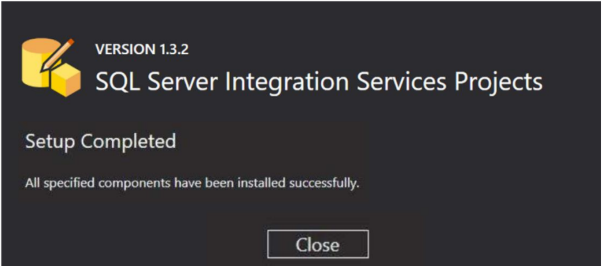 VERSION 1.3.2
SQL Server Integration Services Projects
Setup Completed
All specified components have been installed successfully.
Close